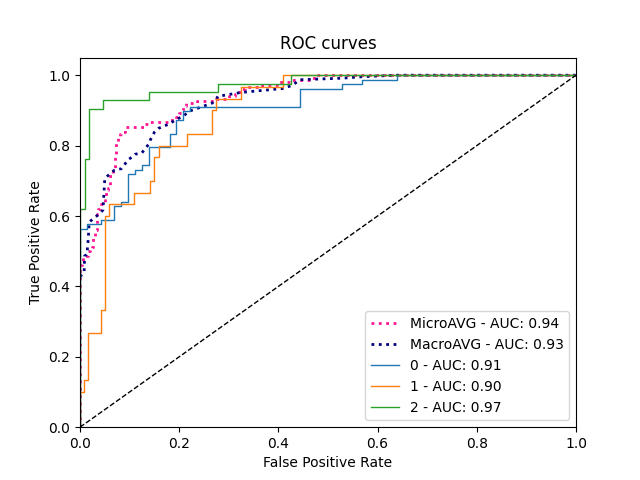 ROC curves
True Positive Rate
1.0
0.8
0.6
0.4
0.2
0.0
0.0 0.2 0.4 0.6 0.8 1.0
False Positive Rate
MicroAVG - AUC: 0.94
MacroAVG - AUC: 0.93
0 - AUC: 0.91
1 - AUC: 0.90
2 - AUC: 0.97